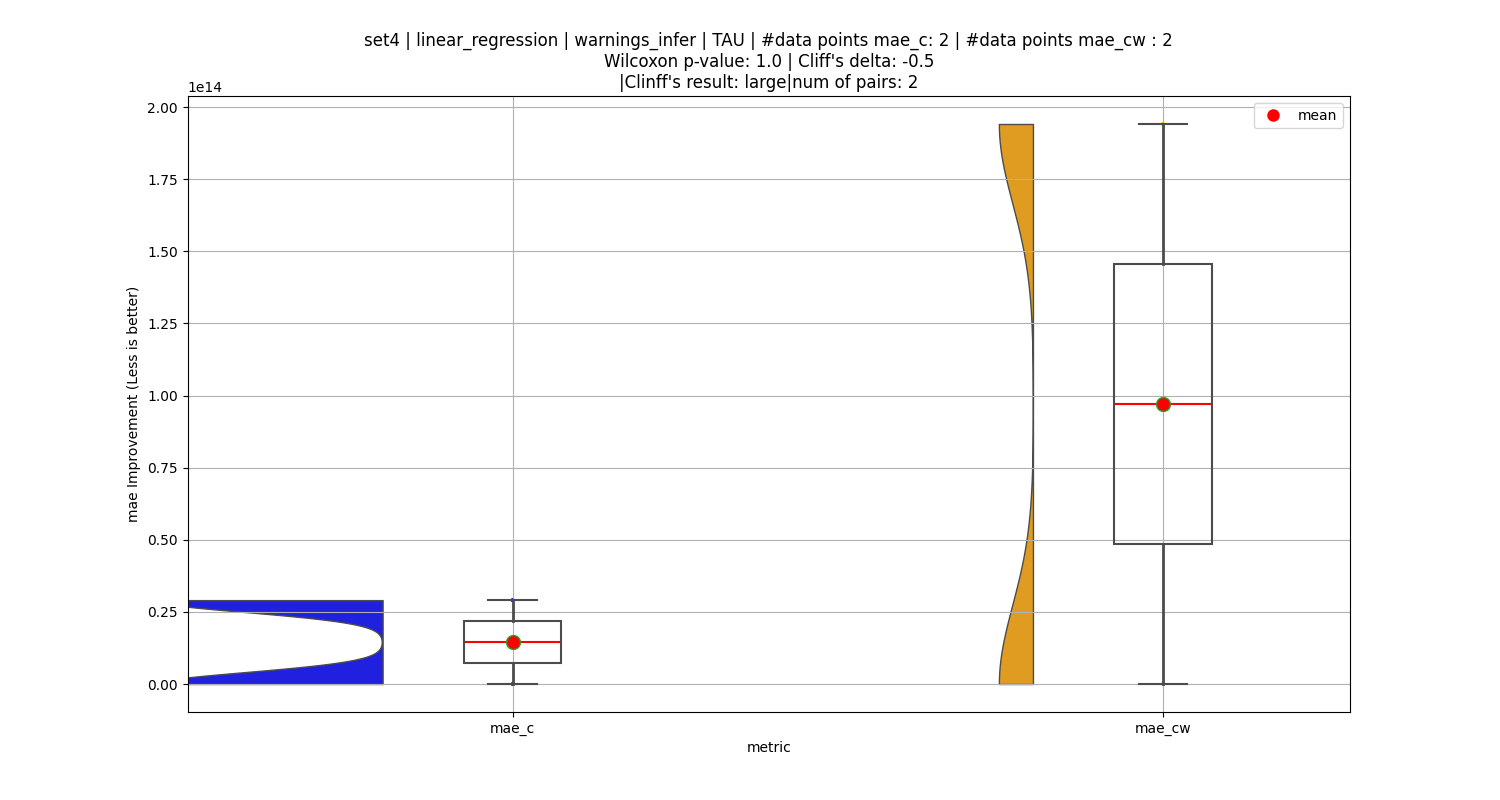 set4 | linear_regression | warnings_infer | TAU | #data points mae_c: 2 | #data points mae_cw : 2
Wilcoxon p-value: 1.0 | Cliff's delta: -0.5
|Clinff's result: large|num of pairs: 2
1e14
mean
2.00
1.75
1.50
1.25
1.00
0.75
0.50
0.25
0.00
mae Improvement (Less is better)
mae_c
mae_cw
metric